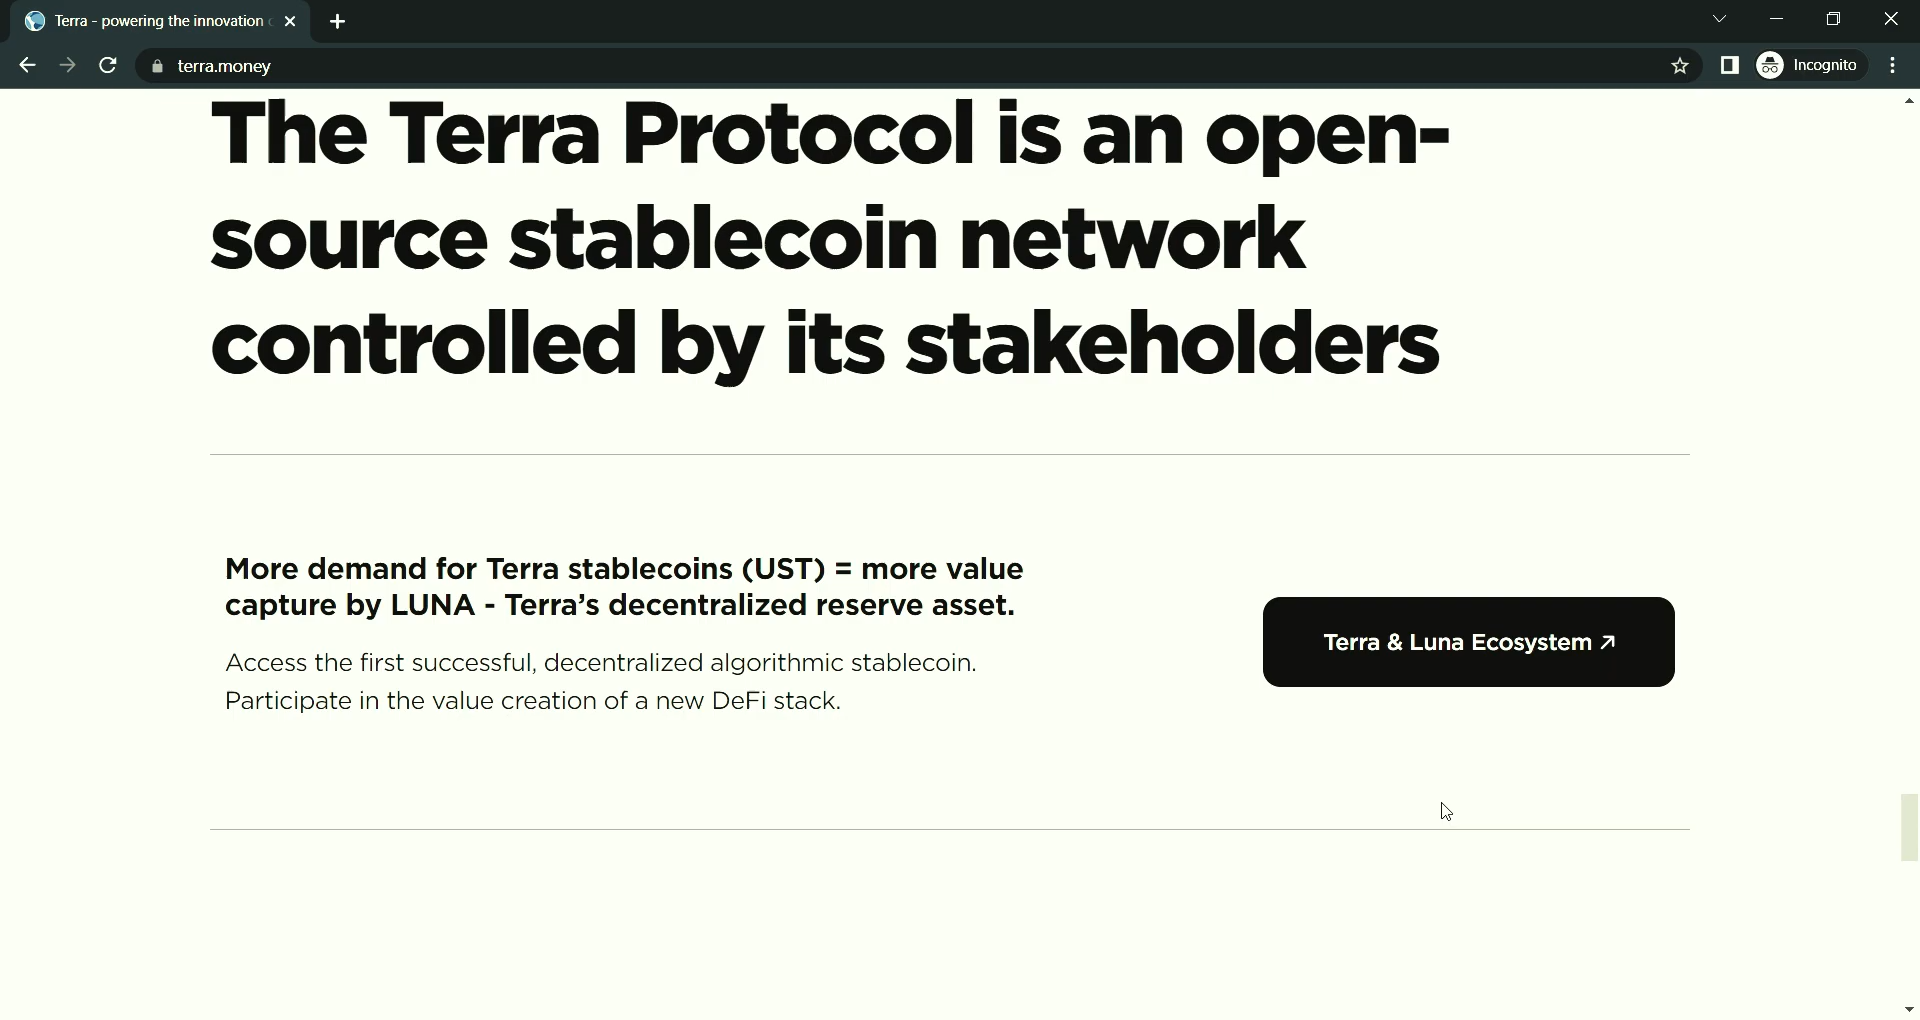 Terra - powering the innovation
terra.money
Incognito
The Terra Protocol is an open-
source stablecoin network
controlled by its stakeholders
More demand for Terra stablecoins (UST) = more value
capture by LUNA - Terra’s decentralized reserve asset.
Access the first successful, decentralized algorithmic stablecoin.
Participate in the value creation of a new DeFi stack.
Terra & Luna Ecosystem ↗